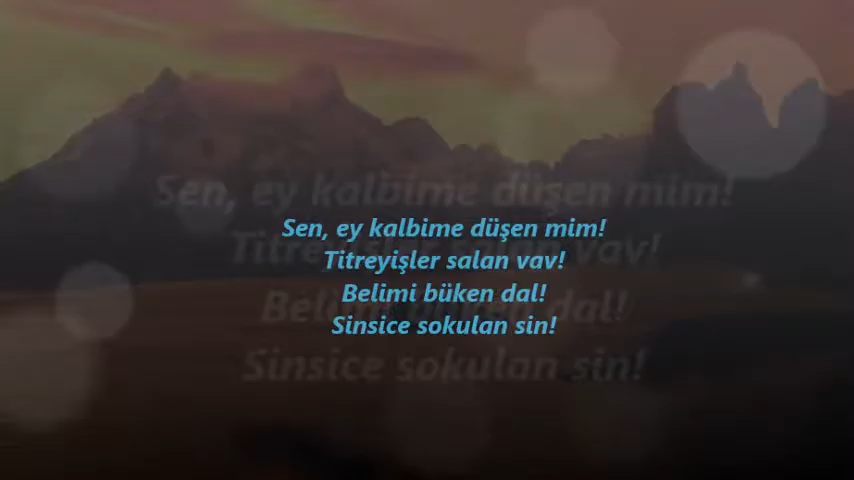 Sen, ey kalbime düşen mim!
Titreyişler salan vav!
Belimi büken dal!
Sinsice sokulan sin!